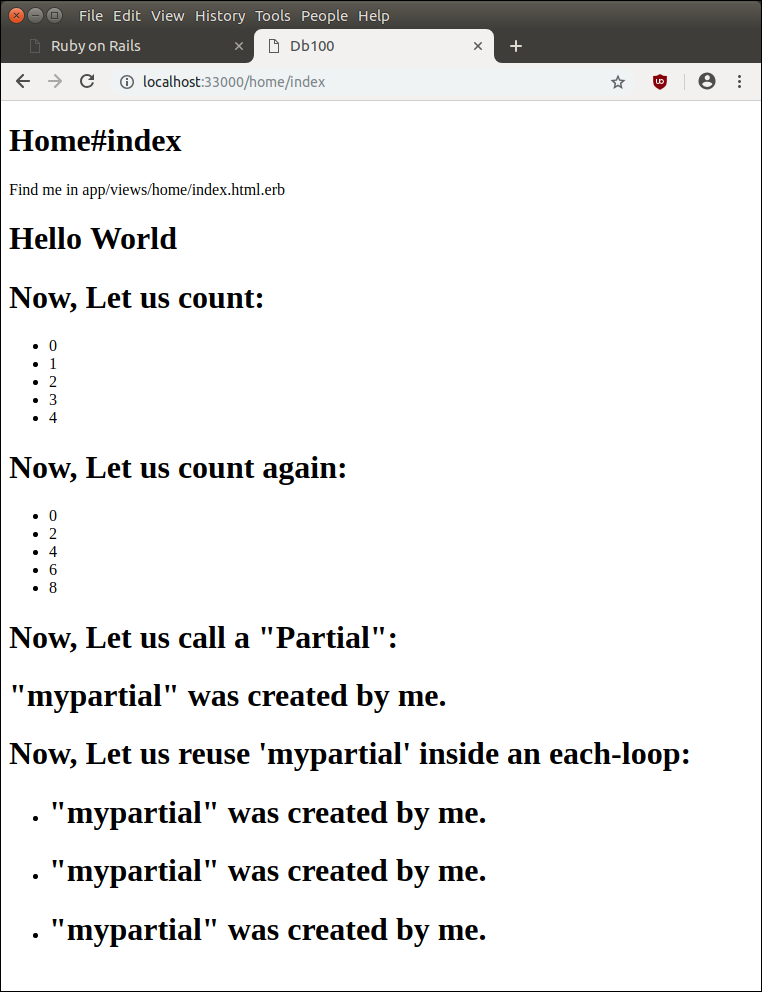 File Edit View History Tools People Help
Ruby on Rails Db100
localhost:33000/home/index
Home#index
Find me in app/views/home/index.html.erb
Hello World
Now, Let us count:
0
1
2
3
4
Now, Let us count again:
0
2
4
6
8
Now, Let us call a "Partial":
"mypartial" was created by me.
Now, Let us reuse 'mypartial' inside an each-loop:
"mypartial" was created by me.
"mypartial" was created by me.
"mypartial" was created by me.